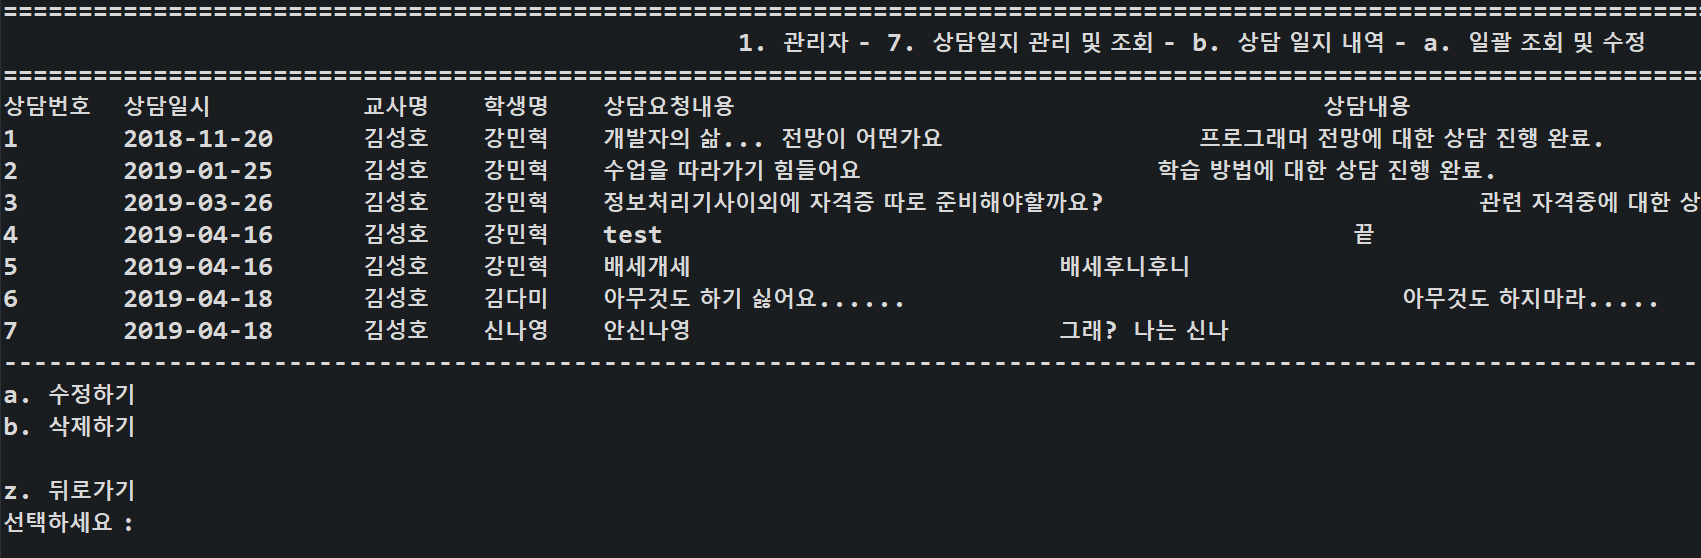 ================================================================================
1. 관리자 - 7. 상담일지 관리 및 조회 - b. 상담 일지 내역 - a. 일괄 조회 및 수정
================================================================================
상담번호 상담일시 교사명 학생명 상담요청내용 상담내용
1 2018-11-20 김성호 강민혁 개발자의 삶... 전망이 어떤가요 프로그래머 전망에 대한 상담 진행 완료.
2 2019-01-25 김성호 강민혁 수업을 따라가기 힘들어요 학습 방법에 대한 상담 진행 완료.
3 2019-03-26 김성호 강민혁 정보처리기사이외에 자격증 따로 준비해야할까요? 관련 자격중에 대한 상
4 2019-04-16 김성호 강민혁 test 끝
5 2019-04-16 김성호 강민혁 배세개세 배세후니후니
6 2019-04-18 김성호 김다미 아무것도 하기 싫어요...... 아무것도 하지마라.....
7 2019-04-18 김성호 신나영 안신나영 그래? 나는 신나
--------------------------------------------------------------------------------
a. 수정하기
b. 삭제하기
z. 뒤로가기
선택하세요 :